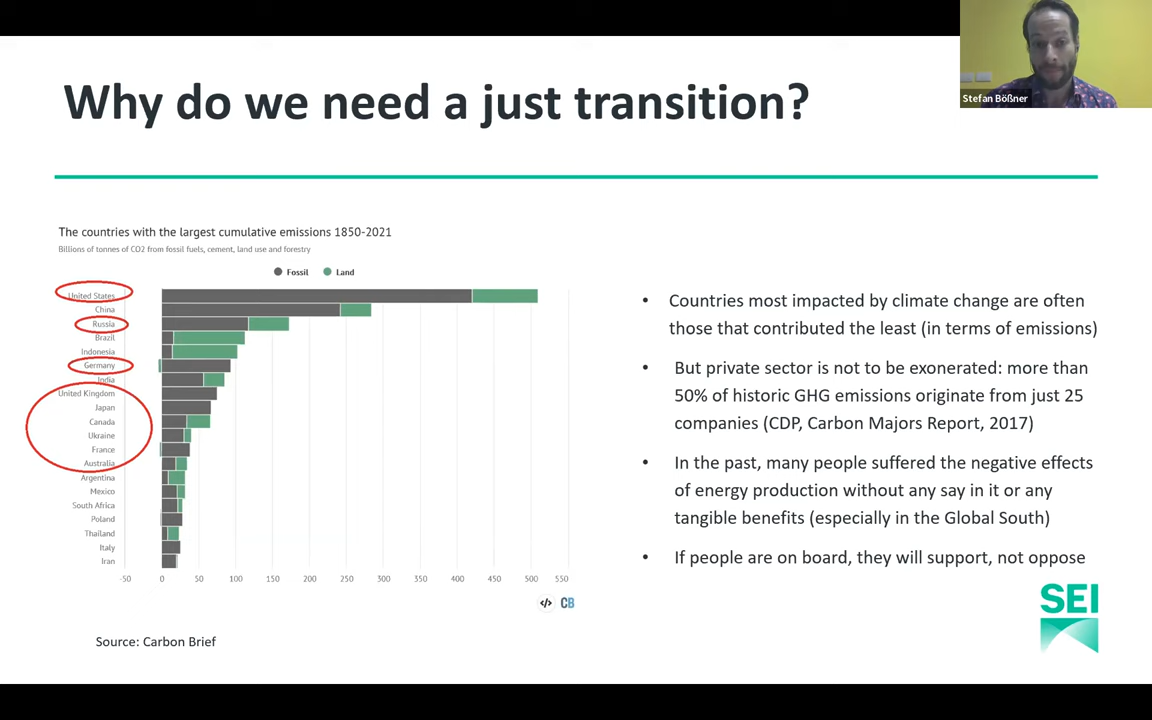 Why do we need a just transition?
Stefan Bößner
The countries with the largest cumulative emissions 1850-2021
Billions of tonnes of CO2 from fossil fuels, cement, land use and forestry
Fossil Land
United States
China
Russia
Brazil
Indonesia
Germany
India
United Kingdom
Japan
Canada
Ukraine
France
Australia
Argentina
Mexico
South Africa
Poland
Thailand
Italy
Iran
-50 0 50 100 150 200 250 300 350 400 450 500 550
</> CB
Source: Carbon Brief
• Countries most impacted by climate change are often
those that contributed the least (in terms of emissions)
• But private sector is not to be exonerated: more than
50% of historic GHG emissions originate from just 25
companies (CDP, Carbon Majors Report, 2017)
• In the past, many people suffered the negative effects
of energy production without any say in it or any
tangible benefits (especially in the Global South)
• If people are on board, they will support, not oppose
SEI